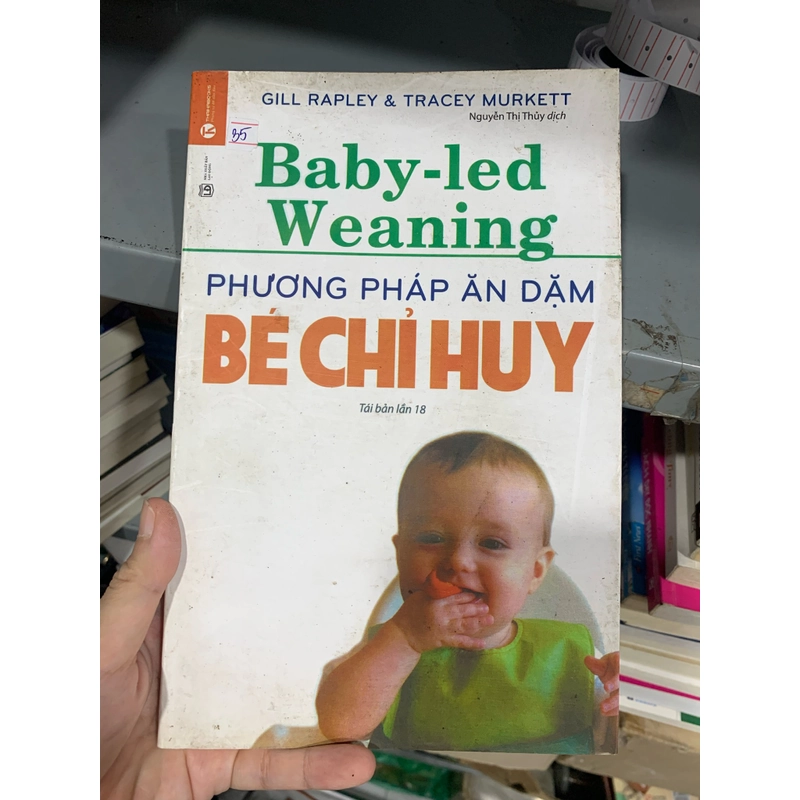 GILL RAPLEY & TRACEY MURKETT
Nguyễn Thị Thủy dịch
35
Baby-led
Weaning
PHƯƠNG PHÁP ĂN DẶM
BÉ CHỈ HUY
Tái bản lần 18